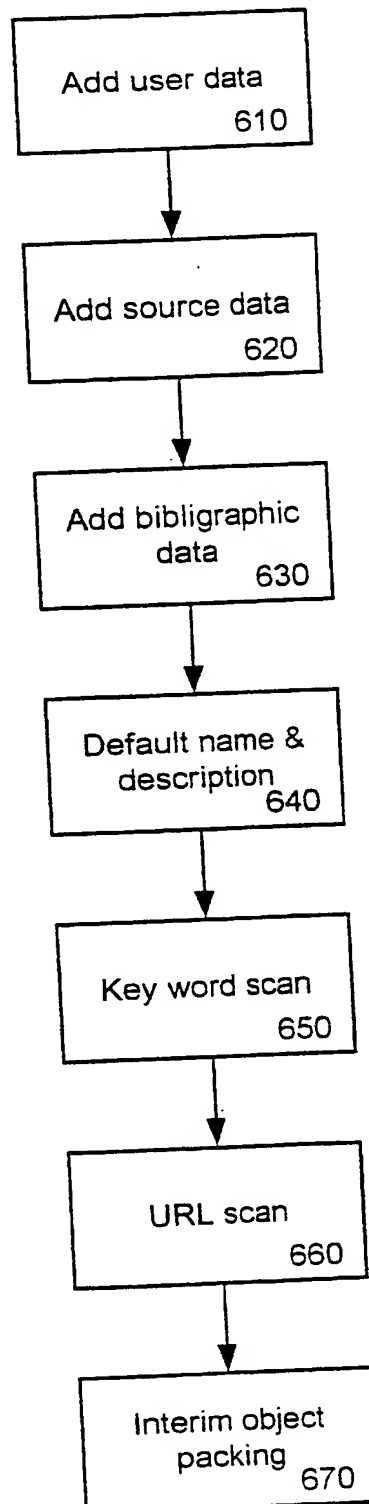 Add user data
610
Add source data
620
Add bibligraphic
data
630
Default name &
description
640
Key word scan
650
URL scan
660
Interim object
packing
670